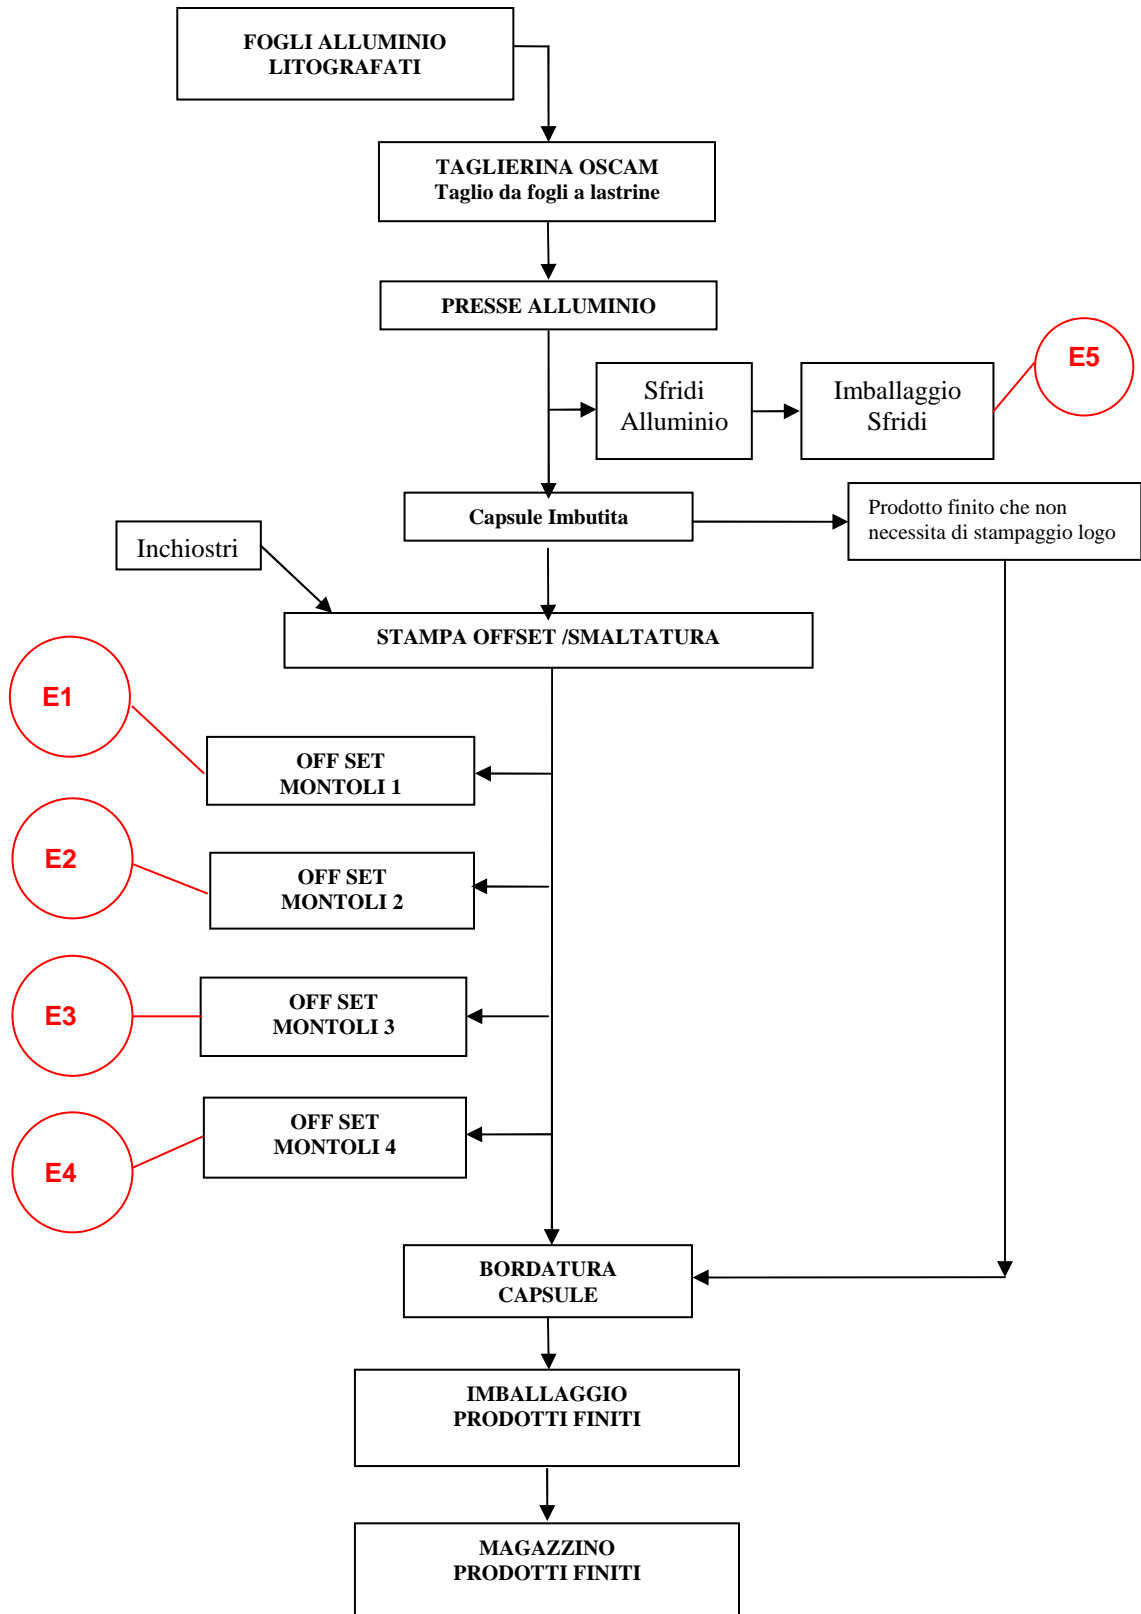 FOGLI ALLUMINIO
LITOGRAFATI
TAGLIERINA OSCAM
Taglio da fogli a lastrine
PRESSE ALLUMINIO
E5
Sfridi
Alluminio
Imballaggio
Sfridi
Capsule Imbutita
Prodotto finito che non
necessita di stampaggio logo
Inchiostri
STAMPA OFFSET /SMALTATURA
E1
OFF SET
MONTOLI 1
E2
OFF SET
MONTOLI 2
E3
OFF SET
MONTOLI 3
E4
OFF SET
MONTOLI 4
BORDATURA
CAPSULE
IMBALLAGGIO
PRODOTTI FINITI
MAGAZZINO
PRODOTTI FINITI